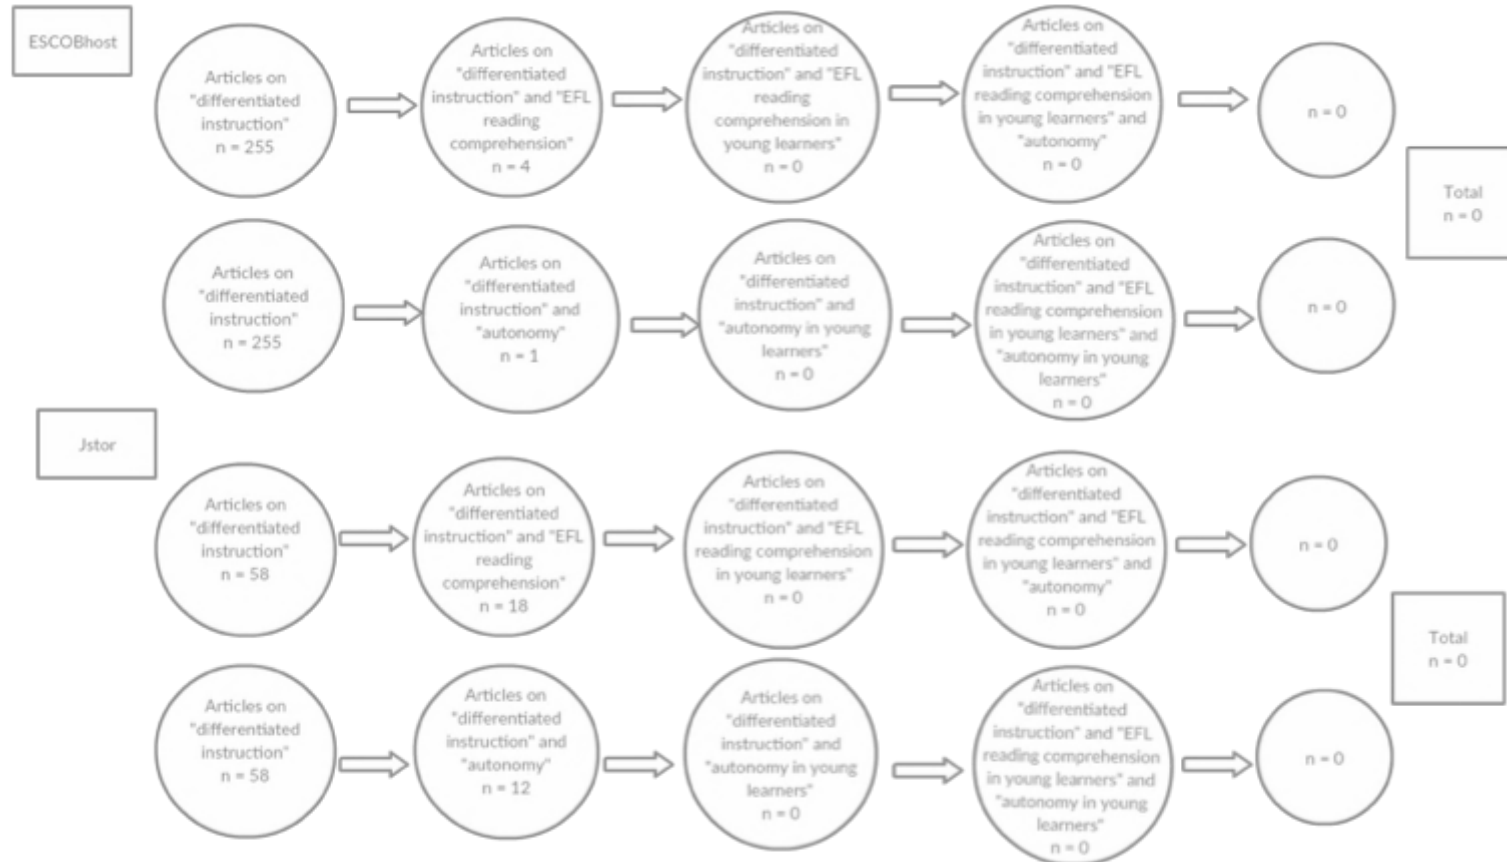 ESCOBhost
Articles on
"differentiated
instruction"
n = 255
Articles on
"differentiated
instruction" and "EFL
reading
comprehension"
n = 4
Articles on
"differentiated
instruction" and "EFL
reading
comprehension in
young learners"
n = 0
Articles on
"differentiated
instruction" and "EFL
reading comprehension
in young learners" and
"autonomy"
n = 0
n = 0
Total
n = 0
Articles on
"differentiated
instruction"
n = 255
Articles on
"differentiated
instruction" and
"autonomy"
n = 1
Articles on
"differentiated
instruction" and
"autonomy in young
learners"
n = 0
Articles on
"differentiated
instruction" and "EFL
reading comprehension
in young learners" and
"autonomy in young
learners"
n = 0
n = 0
Jstor
Articles on
"differentiated
instruction"
n = 58
Articles on
"differentiated
instruction" and "EFL
reading
comprehension"
n = 18
Articles on
"differentiated
instruction" and "EFL
reading comprehension
in young learners"
n = 0
Articles on
"differentiated
instruction" and "EFL
reading comprehension
in young learners" and
"autonomy"
n = 0
n = 0
Total
n = 0
Articles on
"differentiated
instruction"
n = 58
Articles on
"differentiated
instruction" and
"autonomy"
n = 12
Articles on
"differentiated
instruction" and
"autonomy in young
learners"
n = 0
Articles on
"differentiated
instruction" and "EFL
reading comprehension
in young learners" and
"autonomy in young
learners"
n = 0
n = 0